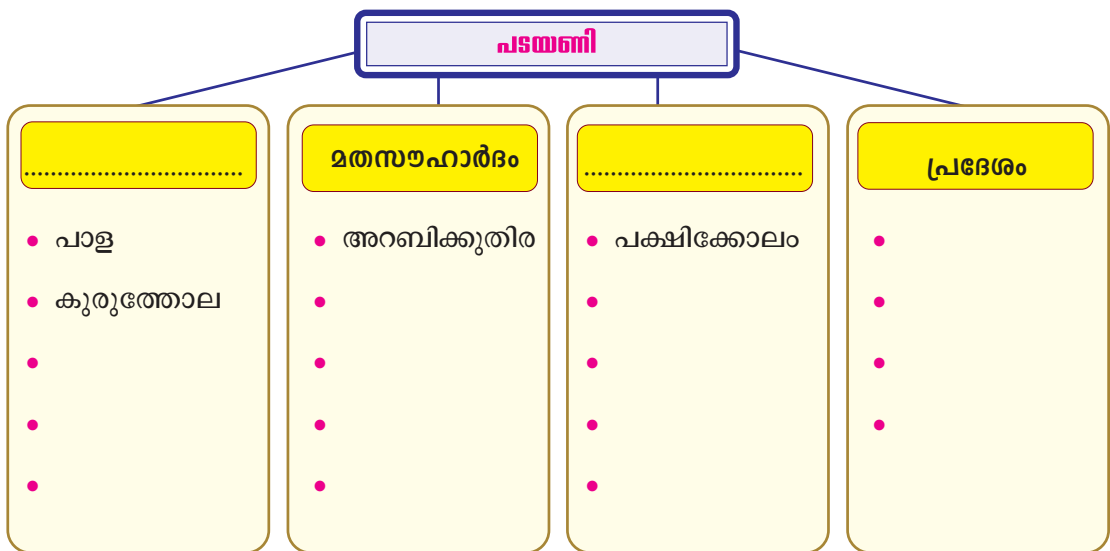 പടയണി
.................................
പാള
കുരുത്തോല
മതസൗഹാർദം
അറബിക്കുതിര
.................................
പക്ഷിക്കോലം
പ്രദേശം